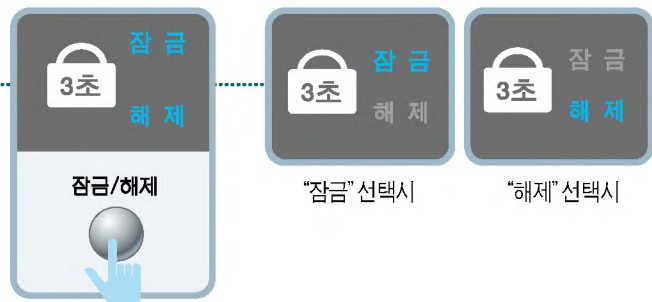 잠 금
3초
해 제
잠금/해제
잠 금
3초
해 제
“잠금” 선택시
잠 금
3초
해 제
“해제” 선택시